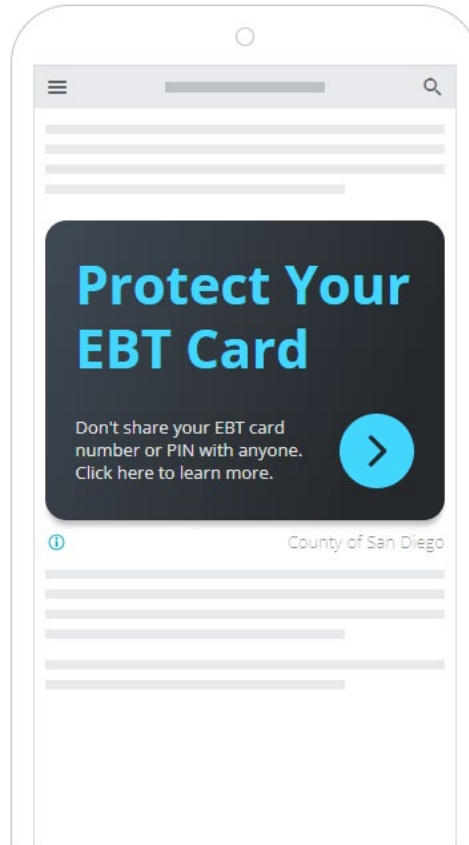 Protect Your
EBT Card
Don't share your EBT card
number or PIN with anyone.
Click here to learn more.
County of San Diego